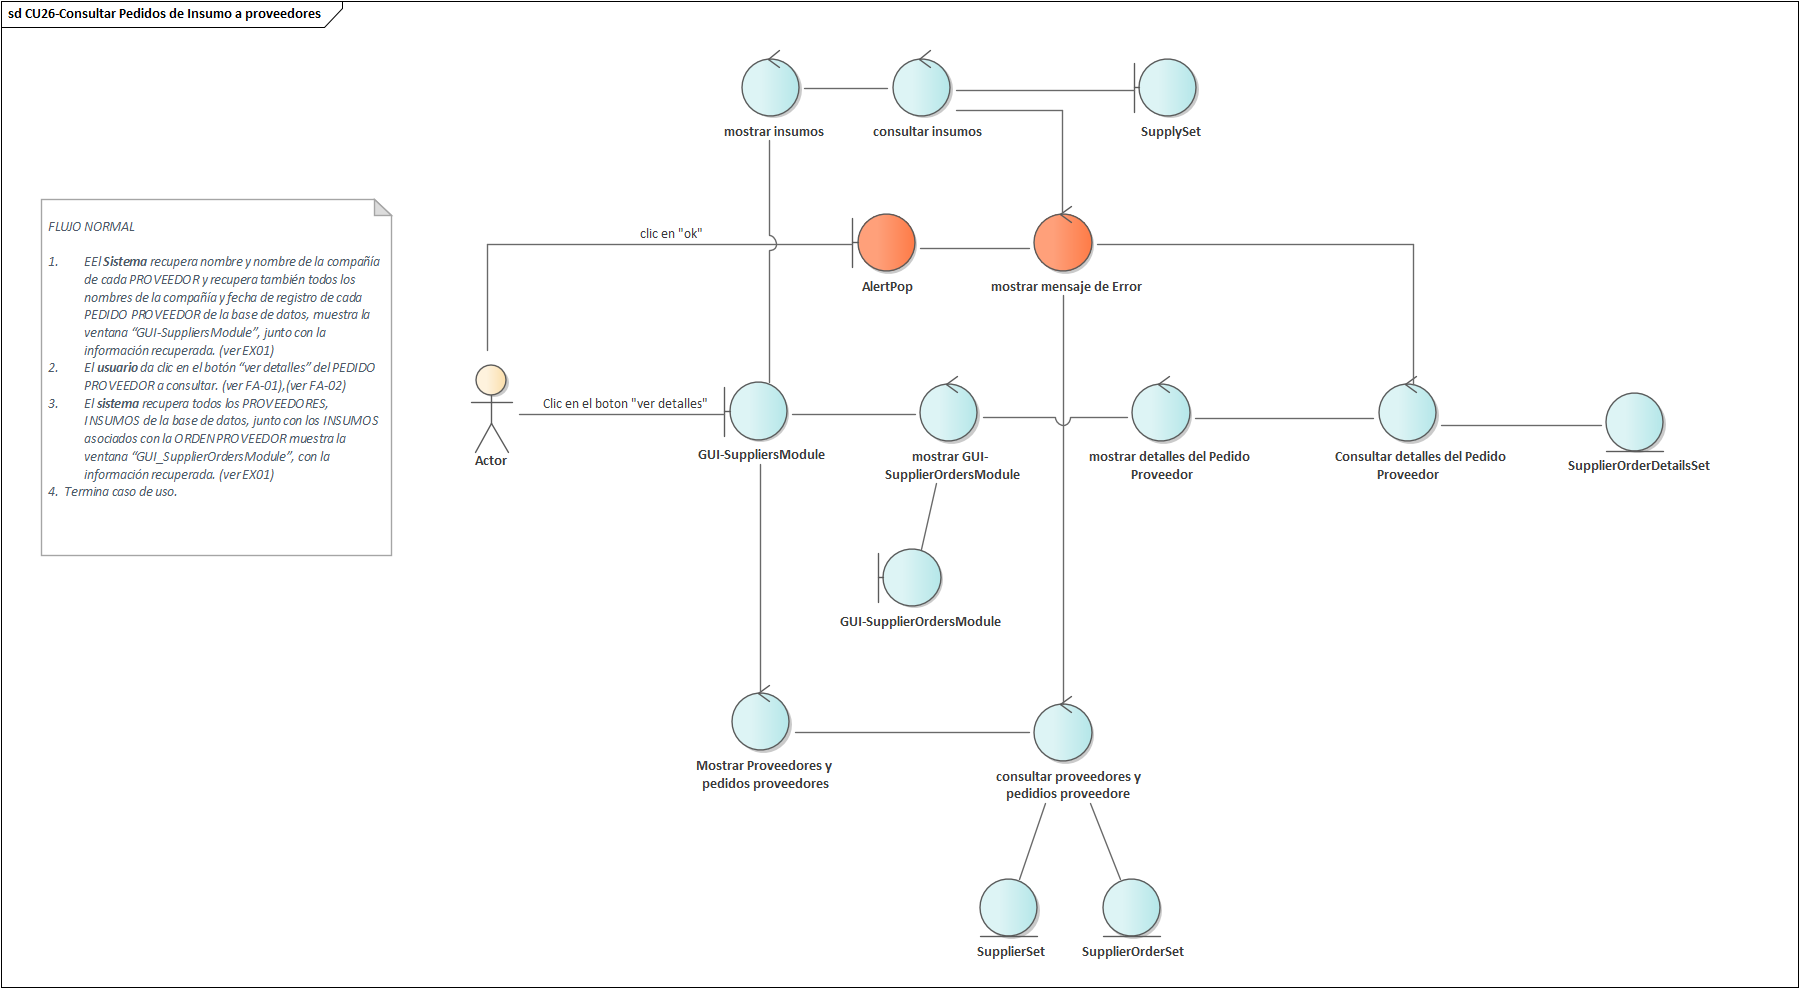 sd CU26-Consultar Pedidos de Insumo a proveedores
mostrar insumos
consultar insumos
SupplySet
FLUJO NORMAL
1. EEl Sistema recupera nombre y nombre de la compañía
de cada PROVEEDOR y recupera también todos los
nombres de la compañía y fecha de registro de cada
PEDIDO PROVEEDOR de la base de datos, muestra la
ventana “GUI-SuppliersModule”, junto con la
información recuperada. (ver EX01)
2. El usuario da clic en el botón “ver detalles” del PEDIDO
PROVEEDOR a consultar. (ver FA-01),(ver FA-02)
3. El sistema recupera todos los PROVEEDORES,
INSUMOS de la base de datos, junto con los INSUMOS
asociados con la ORDENPROVEEDOR muestra la
ventana “GUI_SupplierOrdersModule”, con la
información recuperada. (ver EX01)
4. Termina caso de uso.
clic en "ok"
AlertPop
mostrar mensaje de Error
Actor
Clic en el boton "ver detalles"
GUI-SuppliersModule
mostrar GUI-
SupplierOrdersModule
mostrar detalles del Pedido
Proveedor
Consultar detalles del Pedido
Proveedor
SupplierOrderDetailsSet
GUI-SupplierOrdersModule
Mostrar Proveedores y
pedidos proveedores
consultar proveedores y
pedidios proveedore
SupplierSet
SupplierOrderSet